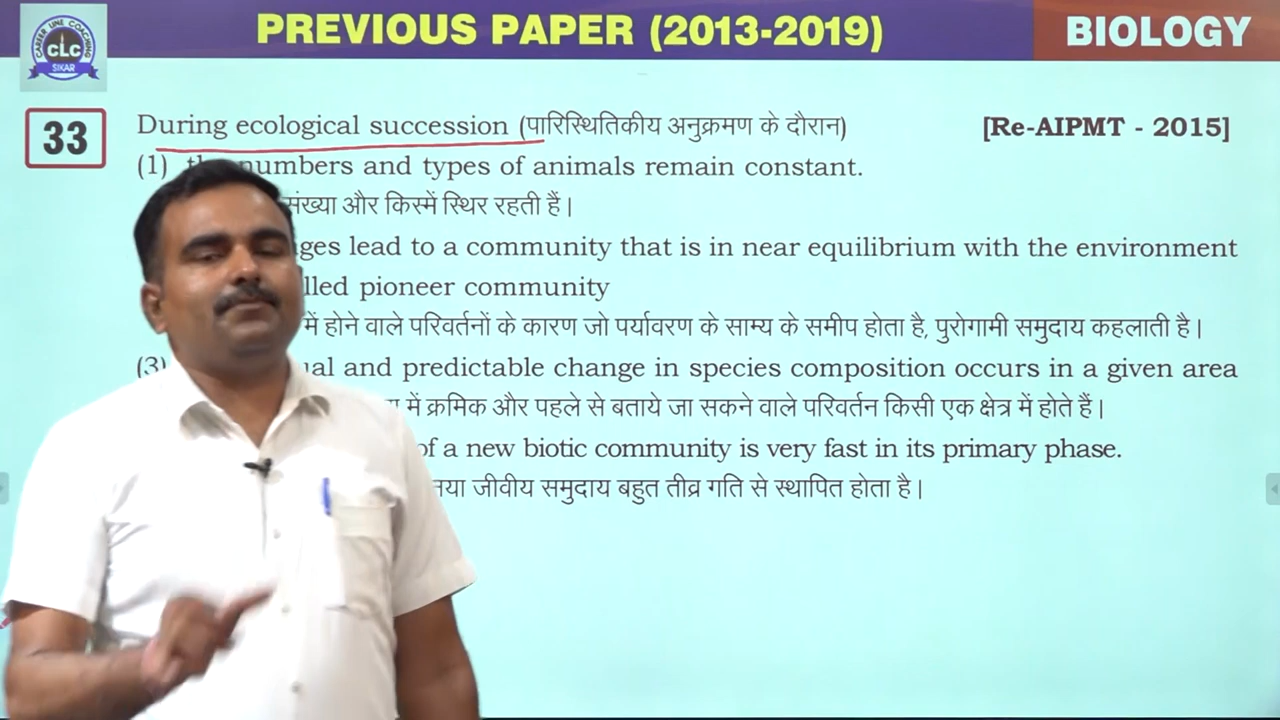 PREVIOUS PAPER (2013-2019)
BIOLOGY
CAREER LINE COACHING
CLC
SIKAR
33
During ecological succession (पारिस्थितिकीय अनुक्रमण के दौरान)
[Re-AIPMT - 2015]
(1) numbers and types of animals remain constant.
संख्या और किस्में स्थिर रहती हैं।
lead to a community that is in near equilibrium with the environment
pioneer community
में होने वाले परिवर्तनों के कारण जो पर्यावरण के साम्य के समीप होता है, पुरोगामी समुदाय कहलाती है।
(3) and predictable change in species composition occurs in a given area
में क्रमिक और पहले से बताये जा सकने वाले परिवर्तन किसी एक क्षेत्र में होते हैं।
of a new biotic community is very fast in its primary phase.
नया जीवीय समुदाय बहुत तीव्र गति से स्थापित होता है।